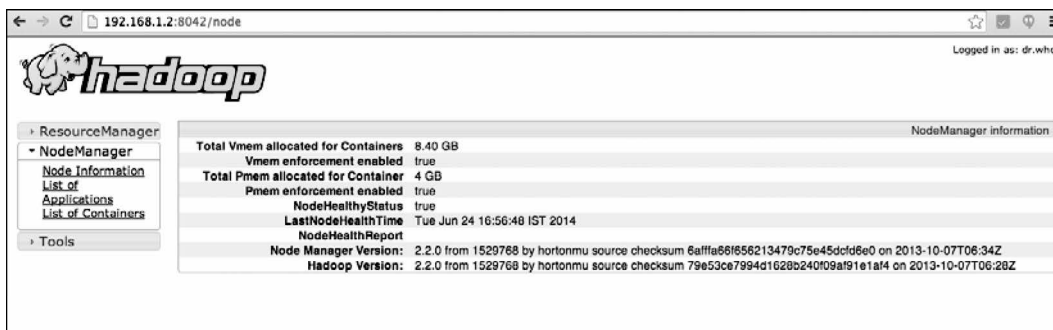 192.168.1.2:8042/node
Logged in as: dr.who
hadoop
ResourceManager
NodeManager
Node Information
List of
Applications
List of Containers
Tools
NodeManager information
Total Vmem allocated for Containers 8.40 GB
Vmem enforcement enabled true
Total Pmem allocated for Container 4 GB
Pmem enforcement enabled true
NodeHealthyStatus true
LastNodeHealthTime Tue Jun 24 16:56:48 IST 2014
NodeHealthReport
Node Manager Version: 2.2.0 from 1529768 by hortonmu source checksum 6afffa66f656213479c75e45dcfd6e0 on 2013-10-07T06:34Z
Hadoop Version: 2.2.0 from 1529768 by hortonmu source checksum 79e53ce7994d1628b240f09af91e1af4 on 2013-10-07T06:28Z